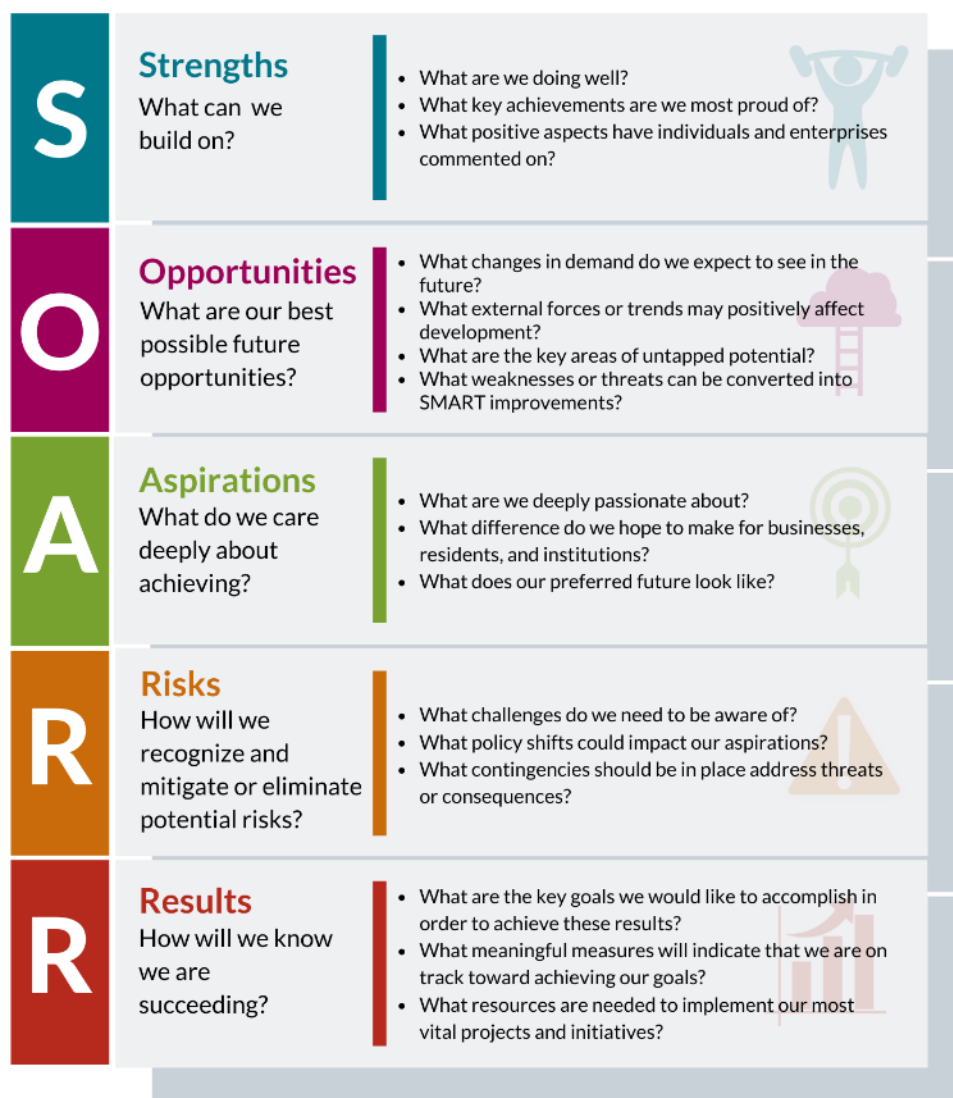 S
Strengths
What can we
build on?
• What are we doing well?
• What key achievements are we most proud of?
• What positive aspects have individuals and enterprises
commented on?
O
Opportunities
What are our best
possible future
opportunities?
• What changes in demand do we expect to see in the
future?
• What external forces or trends may positively affect
development?
• What are the key areas of untapped potential?
• What weaknesses or threats can be converted into
SMART improvements?
A
Aspirations
What do we care
deeply about
achieving?
• What are we deeply passionate about?
• What difference do we hope to make for businesses,
residents, and institutions?
• What does our preferred future look like?
R
Risks
How will we
recognize and
mitigate or eliminate
potential risks?
• What challenges do we need to be aware of?
• What policy shifts could impact our aspirations?
• What contingencies should be in place address threats
or consequences?
R
Results
How will we know
we are
succeeding?
• What are the key goals we would like to accomplish in
order to achieve these results?
• What meaningful measures will indicate that we are on
track toward achieving our goals?
• What resources are needed to implement our most
vital projects and initiatives?